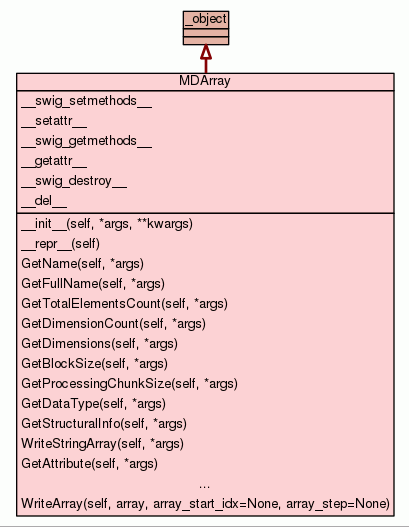 _object
MDArray
__swig_setmethods__
__setattr__
__swig_getmethods__
__getattr__
__swig_destroy__
__del__
__init__(self, *args, **kwargs)
__repr__(self)
GetName(self, *args)
GetFullName(self, *args)
GetTotalElementsCount(self, *args)
GetDimensionCount(self, *args)
GetDimensions(self, *args)
GetBlockSize(self, *args)
GetProcessingChunkSize(self, *args)
GetDataType(self, *args)
GetStructuralInfo(self, *args)
WriteStringArray(self, *args)
GetAttribute(self, *args)
...
WriteArray(self, array, array_start_idx=None, array_step=None)